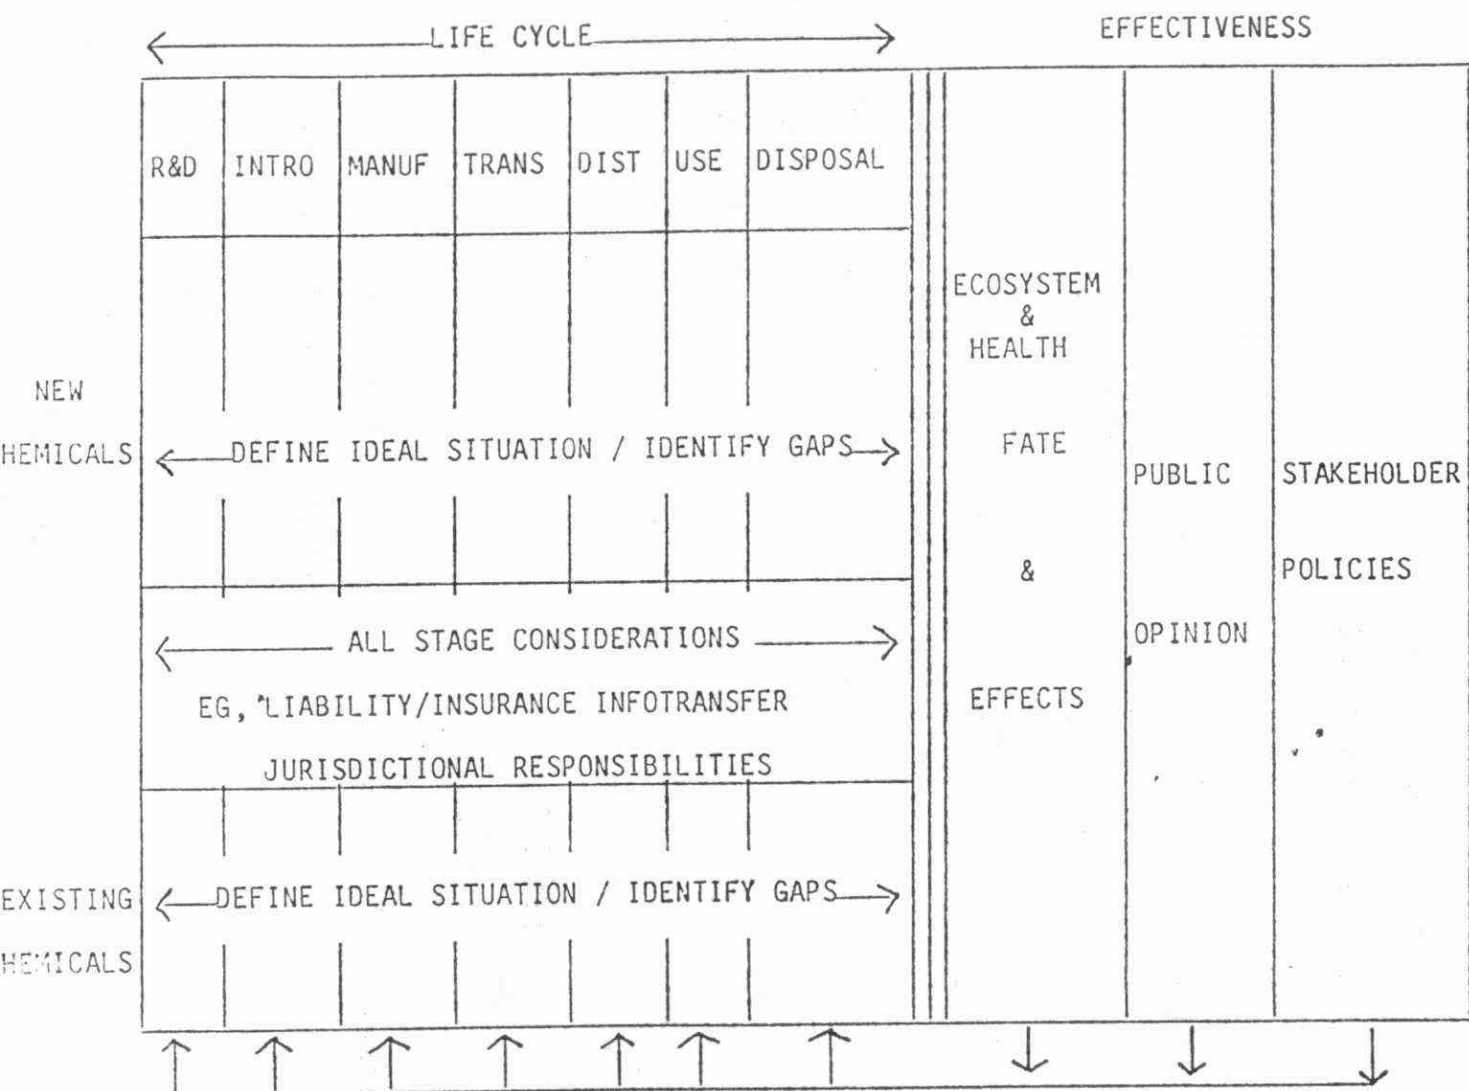 LIFE CYCLE
EFFECTIVENESS
R&D INTRO MANUF TRANS DIST USE DISPOSAL
ECOSYSTEM
&
HEALTH
FATE
&
EFFECTS
PUBLIC
OPINION
STAKEHOLDER
POLICIES
NEW
HEMICALS
DEFINE IDEAL SITUATION / IDENTIFY GAPS
ALL STAGE CONSIDERATIONS
EG, LIABILITY/INSURANCE INFOTRANSFER
JURISDICTIONAL RESPONSIBILITIES
EXISTING
HEMICALS
DEFINE IDEAL SITUATION / IDENTIFY GAPS